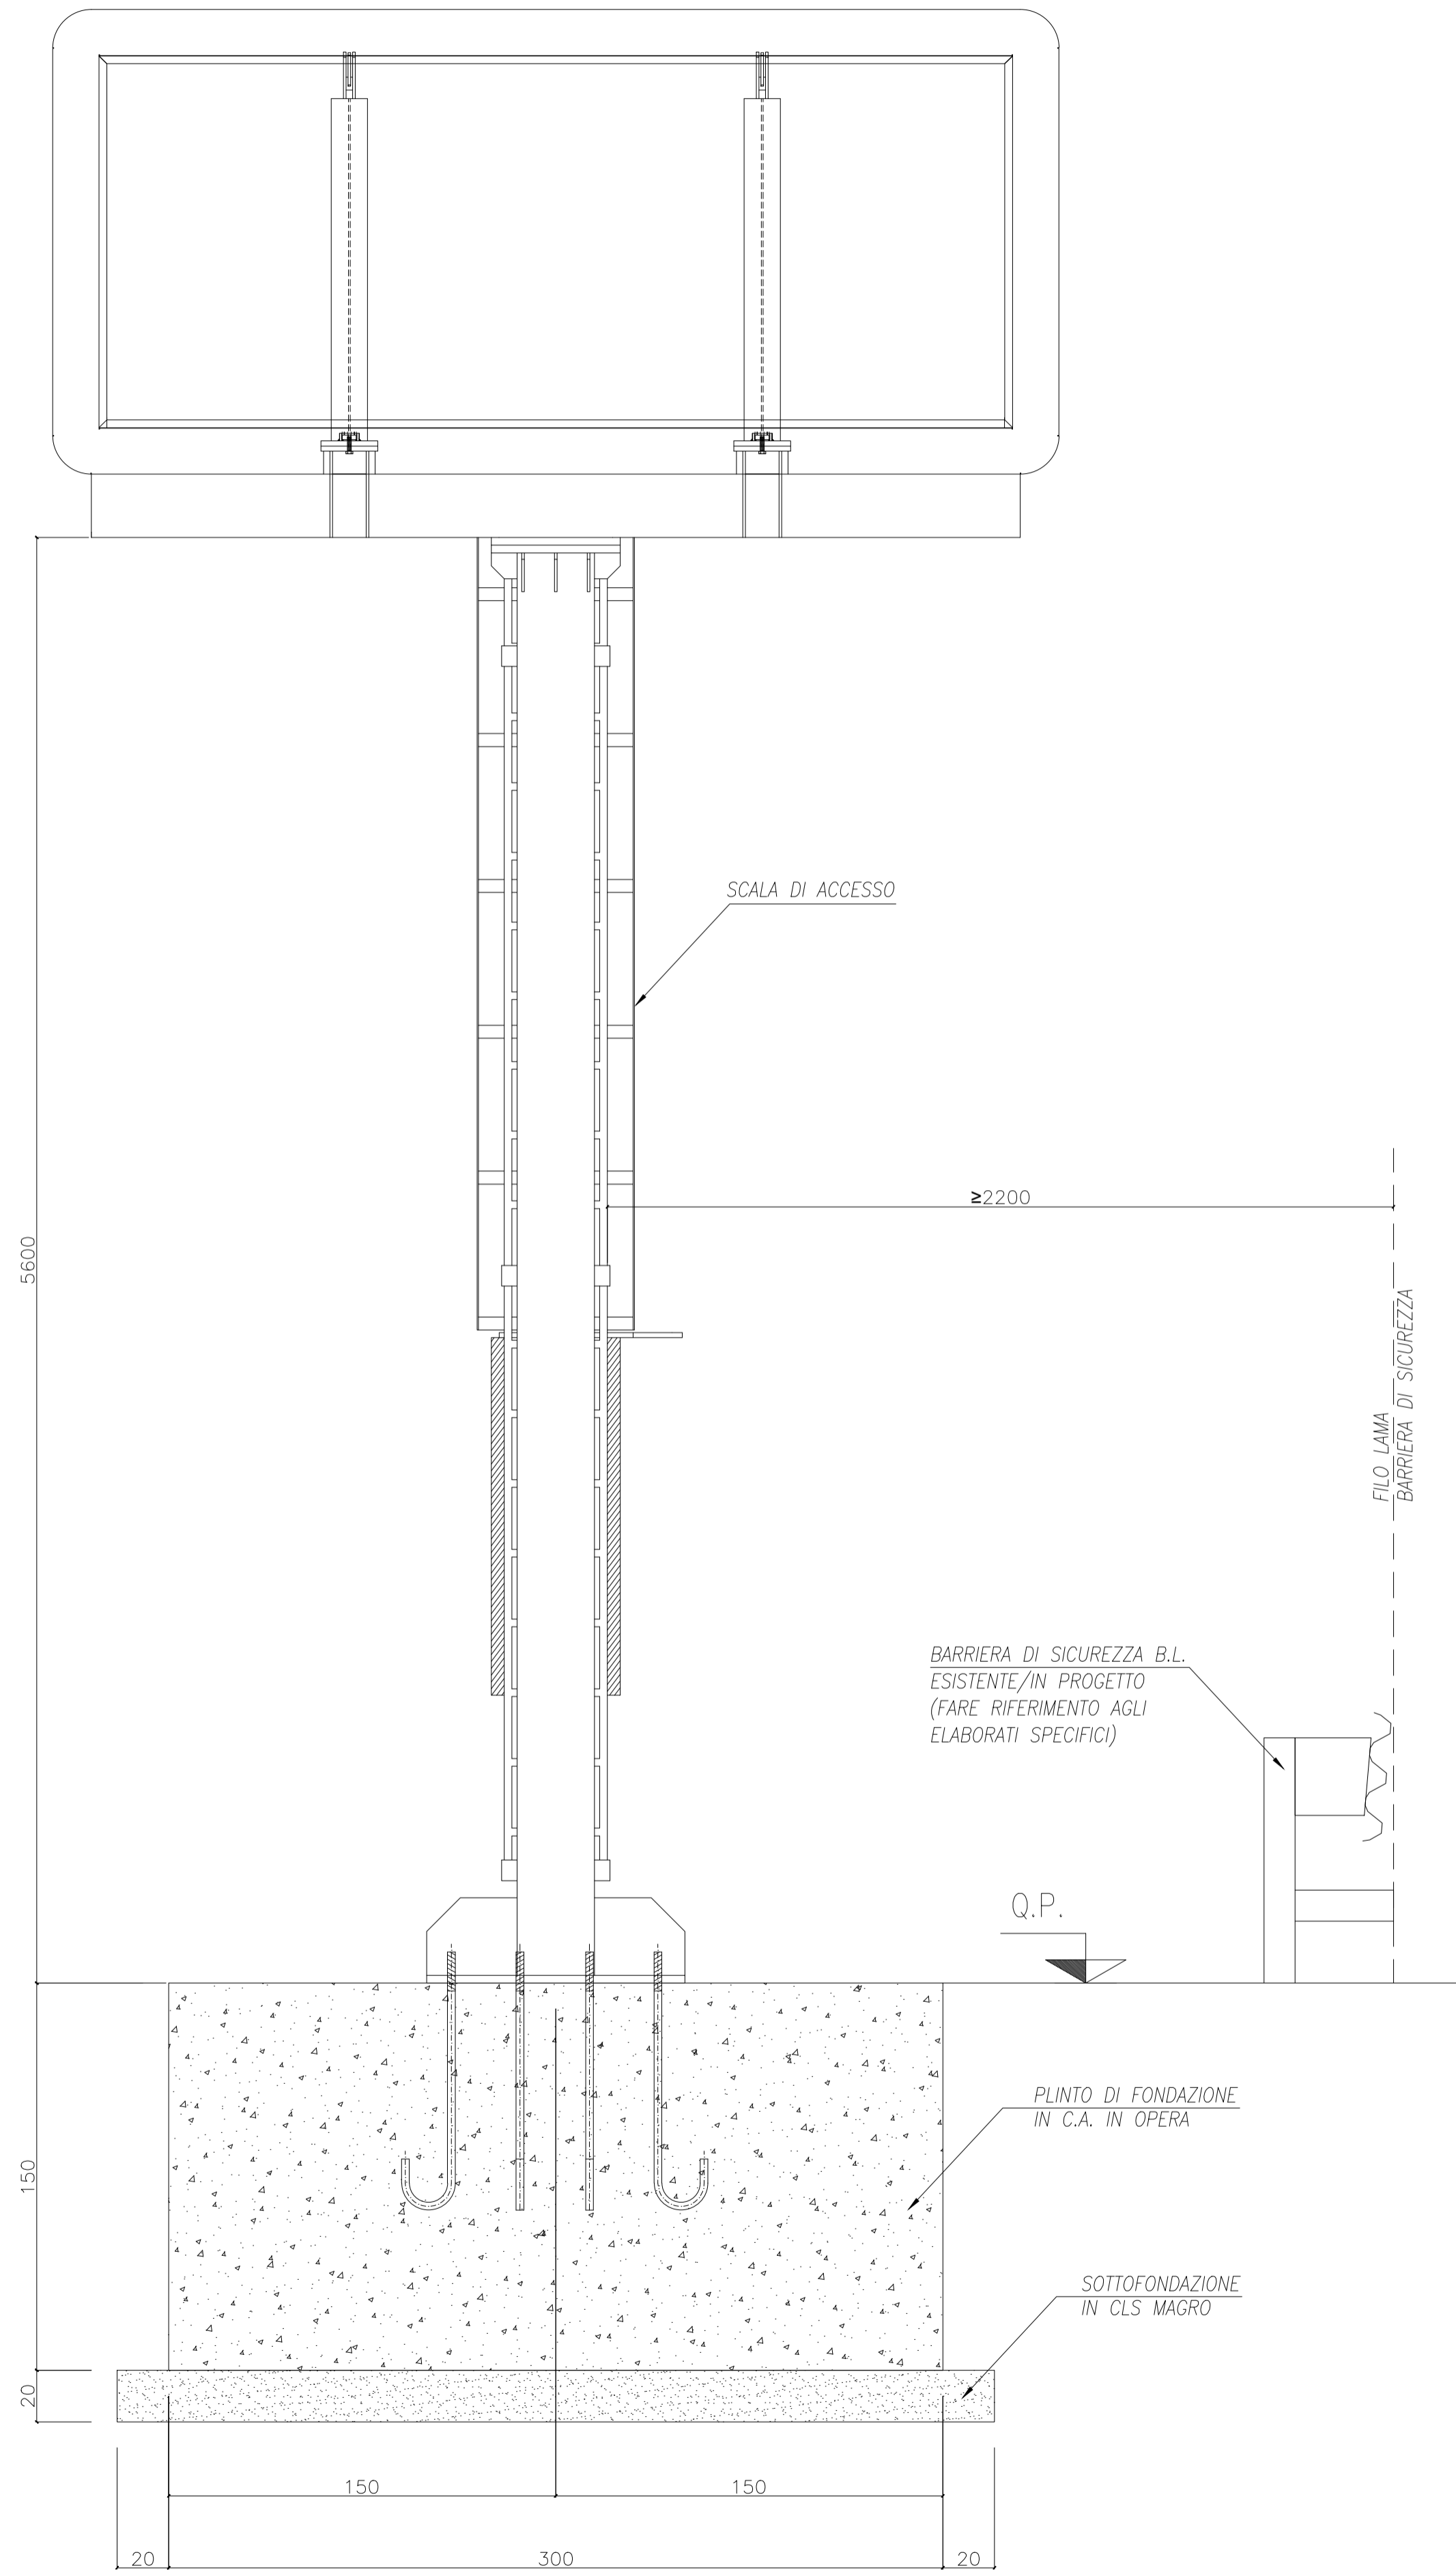 SCALA DI ACCESSO
≥2200
5600
FILO LAMA
BARRIERA DI SICUREZZA
BARRIERA DI SICUREZZA B.L.
ESISTENTE/IN PROGETTO
(FARE RIFERIMENTO AGLI
ELABORATI SPECIFICI)
Q.P.
PLINTO DI FONDAZIONE
IN C.A. IN OPERA
150
SOTTOFONDAZIONE
IN CLS MAGRO
20
150
150
20
300
20